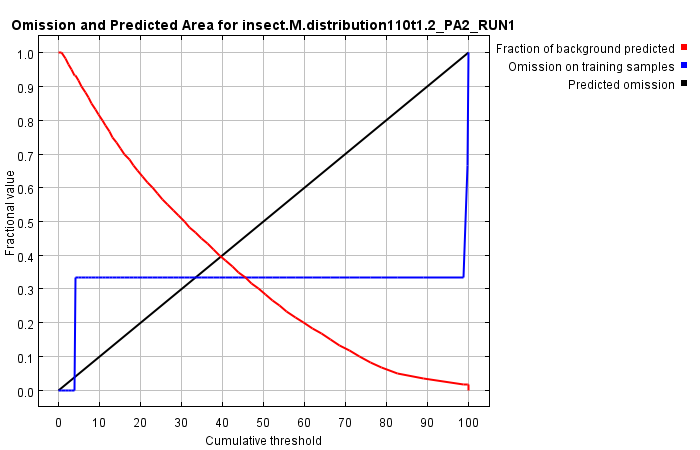 Omission and Predicted Area for insect.M.distribution110t1.2_PA2_RUN1
Fraction of background predicted
Omission on training samples
Predicted omission
1.0
0.9
0.8
0.7
0.6
0.5
0.4
0.3
0.2
0.1
0.0
Fractional value
0 10 20 30 40 50 60 70 80 90 100
Cumulative threshold